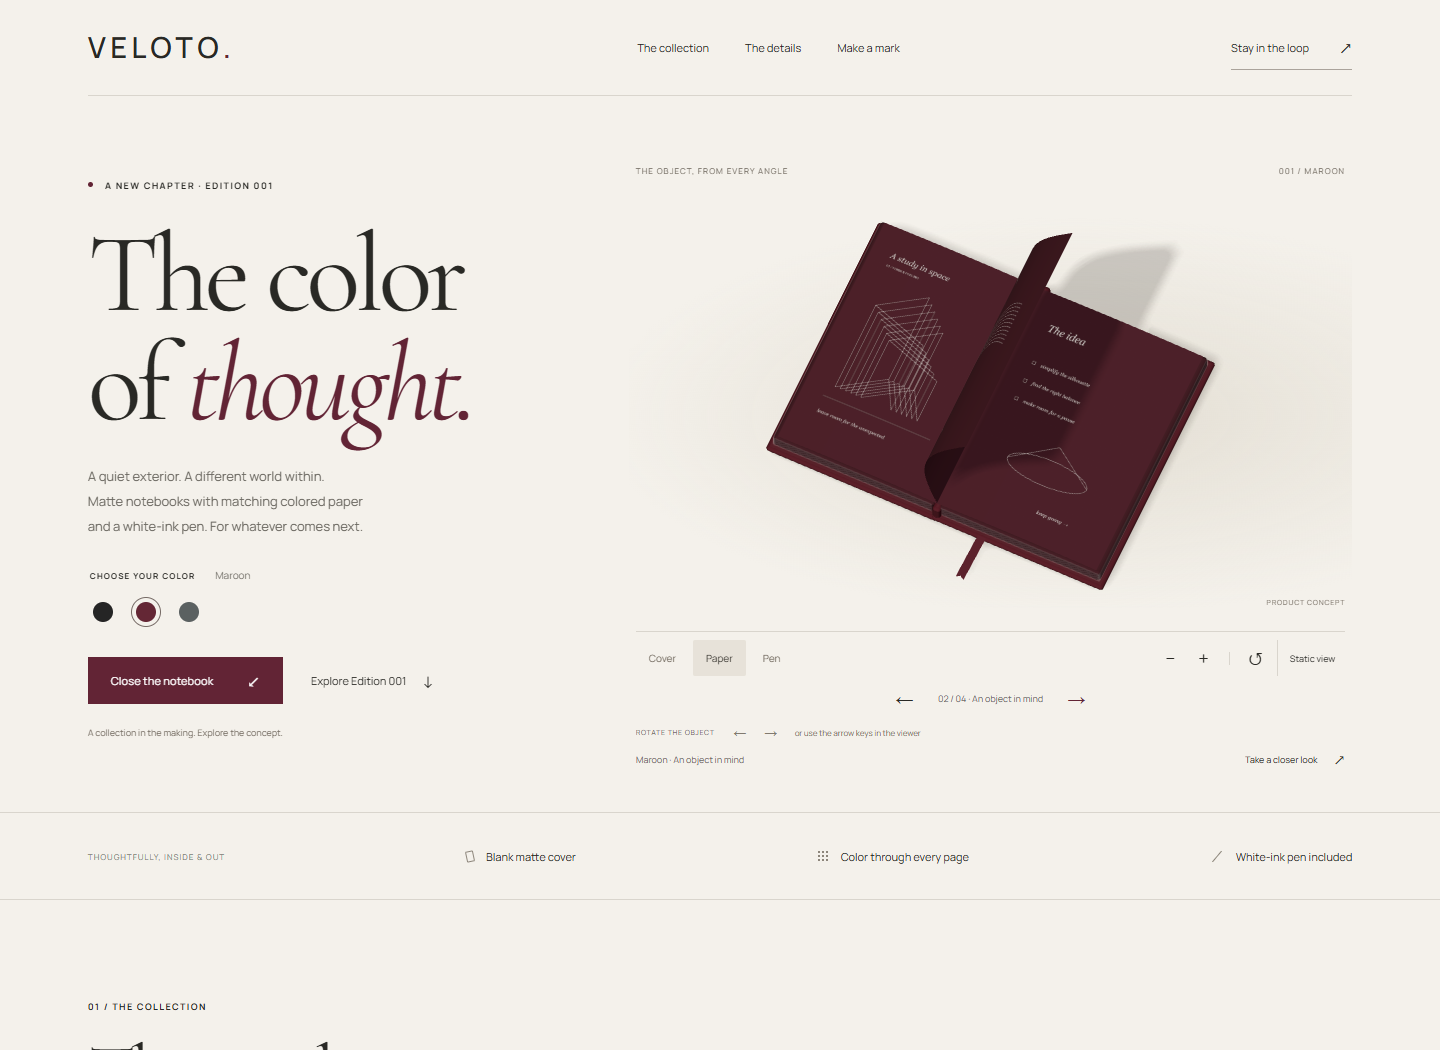 VELOTO.
The collection
The details
Make a mark
Stay in the loop
A NEW CHAPTER · EDITION 001
The color
of thought.
A quiet exterior. A different world within.
Matte notebooks with matching colored paper
and a white-ink pen. For whatever comes next.
CHOOSE YOUR COLOR
Maroon
Close the notebook
Explore Edition 001
A collection in the making. Explore the concept.
THE OBJECT, FROM EVERY ANGLE
001 / MAROON
A study in space
leave room for the unexpected
The idea
simplify the silhouette
find the right balance
make room for a pause
keep going →
PRODUCT CONCEPT
Cover
Paper
Pen
Static view
02 / 04 · An object in mind
ROTATE THE OBJECT
or use the arrow keys in the viewer
Maroon · An object in mind
Take a closer look
THOUGHTFULLY, INSIDE & OUT
Blank matte cover
Color through every page
White-ink pen included
01 / THE COLLECTION